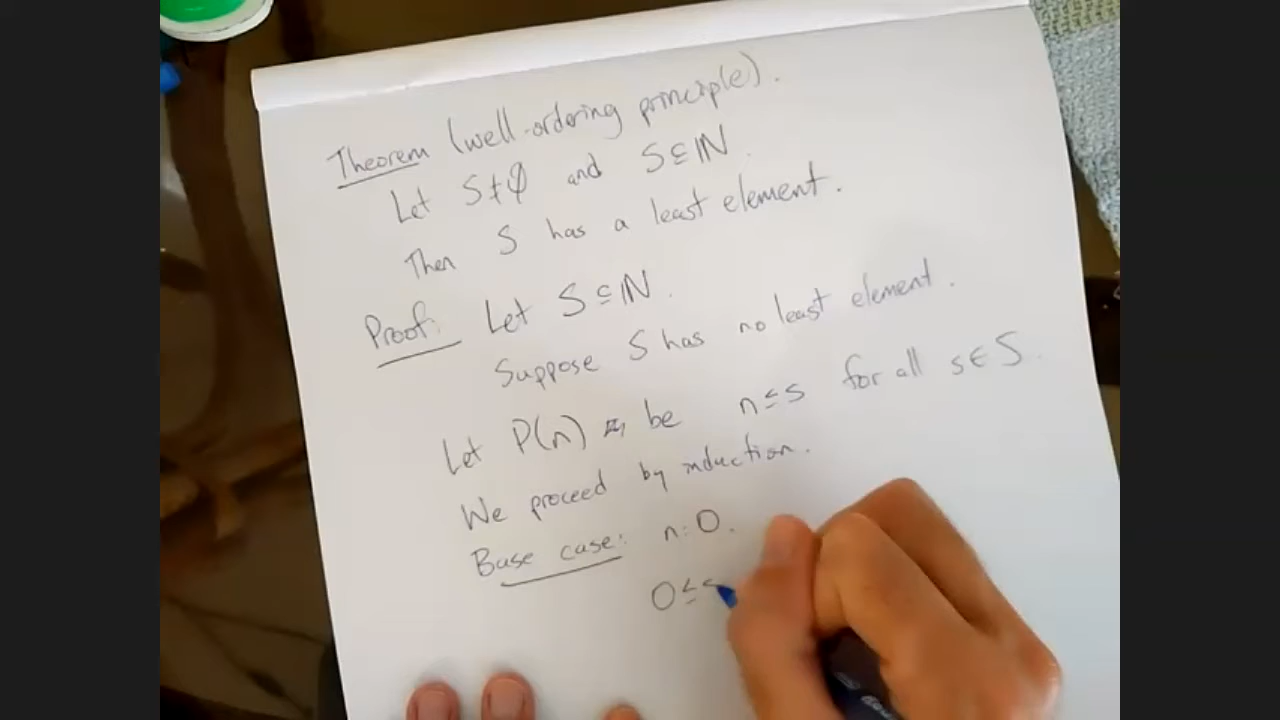 Theorem (well-ordering principle).
Let S≠∅ and S⊆ℕ.
Then S has a least element.
Proof: Let S⊆ℕ.
Suppose S has no least element.
Let P(n) be n≤s for all s∈S.
We proceed by induction.
Base case: n=0.
0≤s